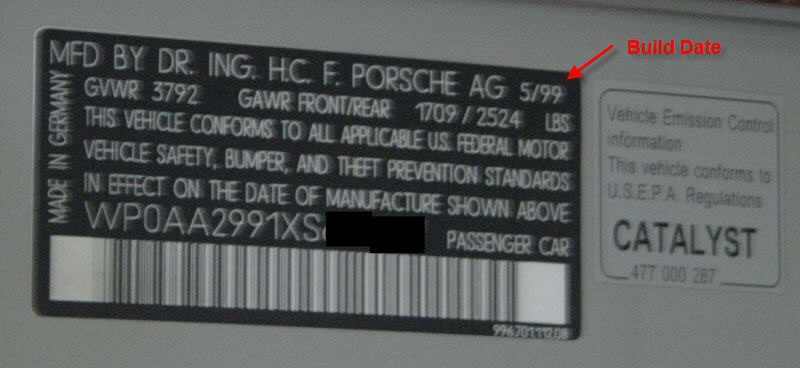 Build Date
MFD BY DR. ING. H.C. F. PORSCHE AG 5/99
GVWR 3792 GAWR FRONT/REAR 1709 / 2524 LBS
THIS VEHICLE CONFORMS TO ALL APPLICABLE U.S. FEDERAL MOTOR
VEHICLE SAFETY, BUMPER, AND THEFT PREVENTION STANDARDS
IN EFFECT ON THE DATE OF MANUFACTURE SHOWN ABOVE
WP0AA2991XS
PASSENGER CAR
996.701.112.08
MADE IN GERMANY
Vehicle Emission Control
information
This vehicle conforms to
U.S.E.P.A. Regulations
CATALYST
477 000 267